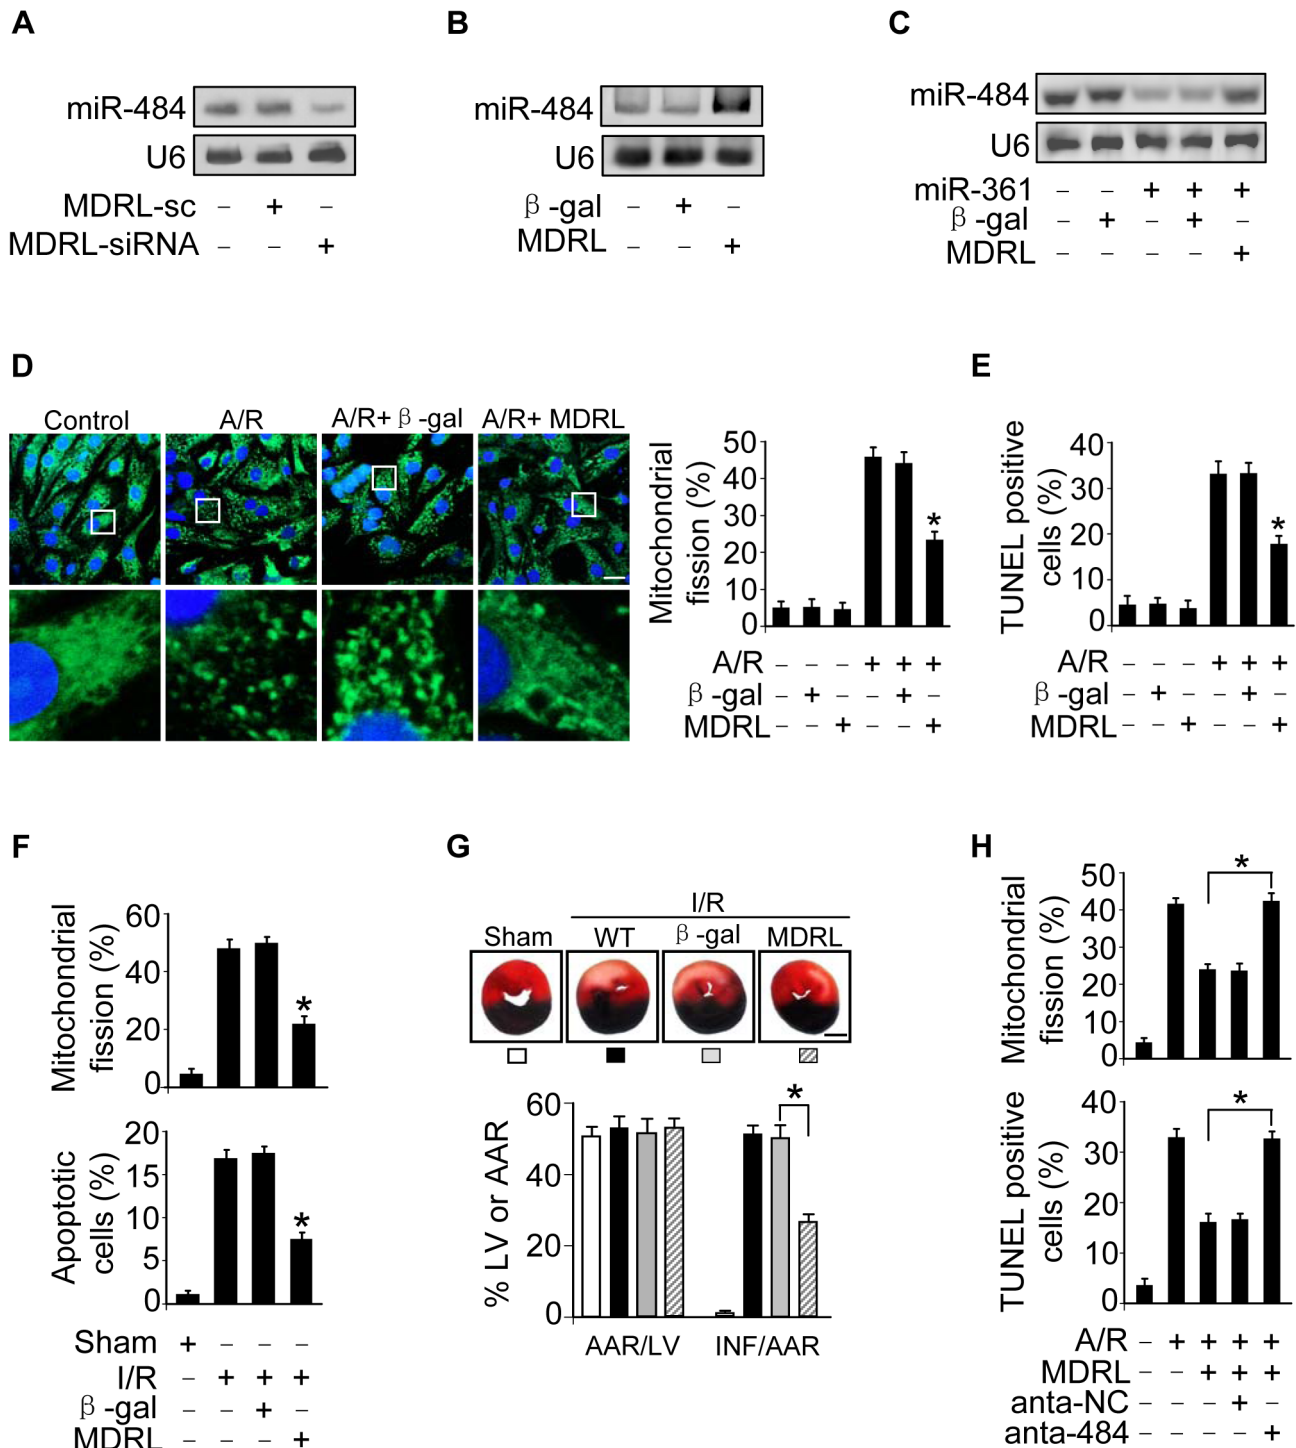 A
miR-484
U6
MDRL-sc – + –
MDRL-siRNA – – +
B
miR-484
U6
β-gal – + –
MDRL – – +
C
miR-484
U6
miR-361 – – + + +
β-gal – + – + –
MDRL – – – – +
D
Control A/R A/R+ β-gal A/R+ MDRL
Mitochondrial
fission (%)
50
40
30
20
10
0
*
A/R – – – + + +
β-gal – + – – + –
MDRL – – + – – +
E
TUNEL positive
cells (%)
40
30
20
10
0
*
A/R – – – + + +
β-gal – + – – + –
MDRL – – + – – +
F
Mitochondrial
fission (%)
60
40
20
0
*
Apoptotic
cells (%)
20
15
10
5
0
*
Sham + – – –
I/R – + + +
β-gal – – + –
MDRL – – – +
G
I/R
Sham WT β-gal MDRL
% LV or AAR
60
40
20
0
*
AAR/LV INF/AAR
H
Mitochondrial
fission (%)
50
40
30
20
10
0
*
TUNEL positive
cells (%)
40
30
20
10
0
*
A/R – + + + +
MDRL – – + + +
anta-NC – – – + –
anta-484 – – – – +